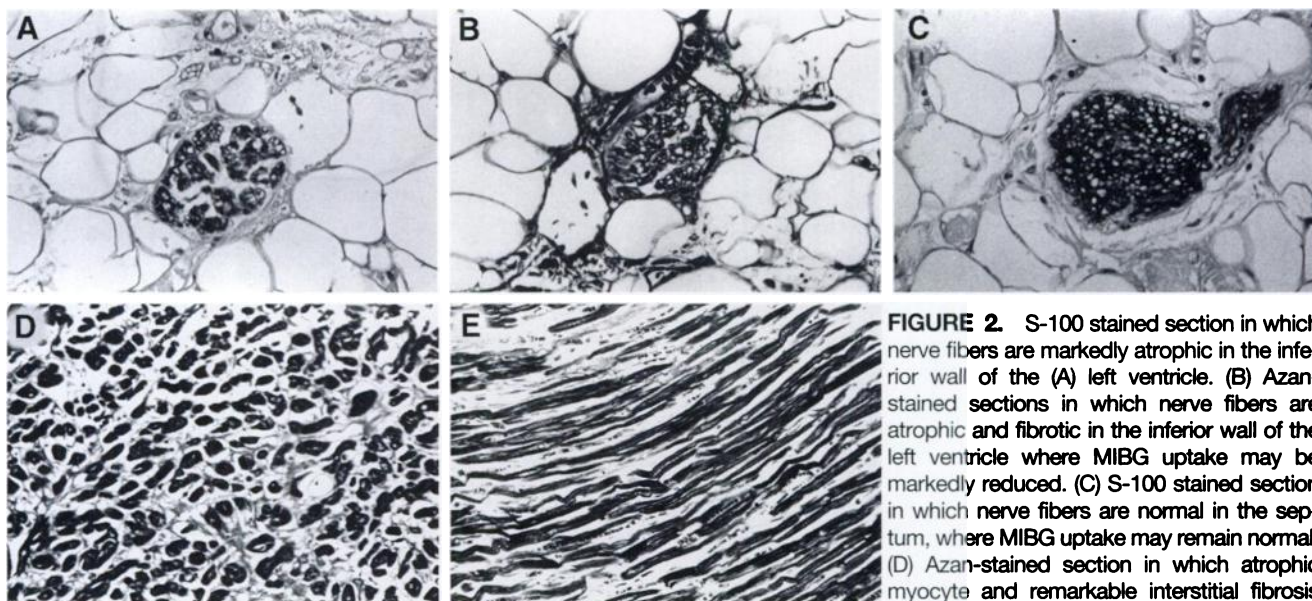 A
B
C
D
E
FIGURE 2. S-100 stained section in which
nerve fibers are markedly atrophic in the infe-
rior wall of the (A) left ventricle. (B) Azan-
stained sections in which nerve fibers are
atrophic and fibrotic in the inferior wall of the
left ventricle where MIBG uptake may be
markedly reduced. (C) S-100 stained section
in which nerve fibers are normal in the sep-
tum, where MIBG uptake may remain normal.
(D) Azan-stained section in which atrophic
myocyte and remarkable interstitial fibrosis